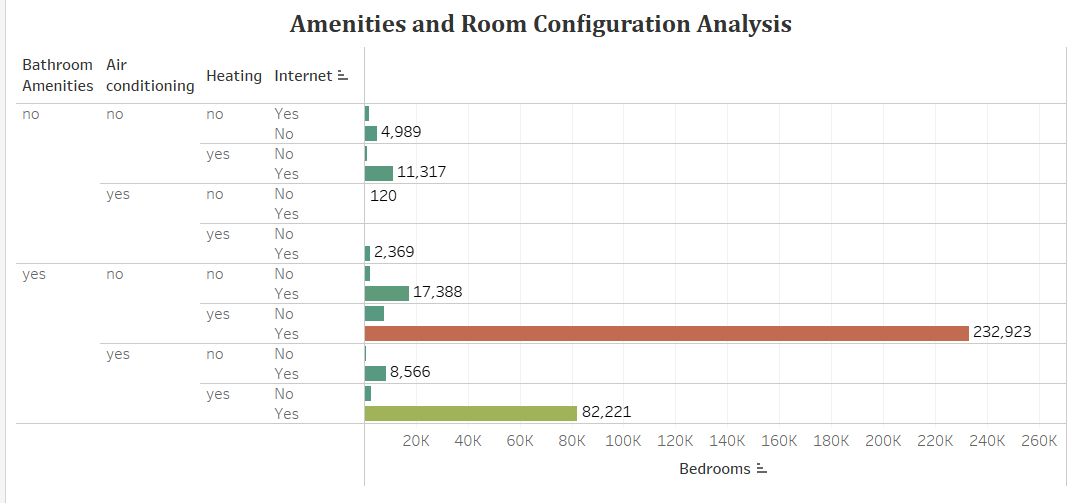 Amenities and Room Configuration Analysis
Bathroom Amenities Air conditioning Heating Internet
no no no Yes
No 4,989
yes No
Yes 11,317
yes no No 120
Yes
yes No
Yes 2,369
yes no no No
Yes 17,388
yes No
Yes 232,923
yes no No
Yes 8,566
yes No
Yes 82,221
20K 40K 60K 80K 100K 120K 140K 160K 180K 200K 220K 240K 260K
Bedrooms